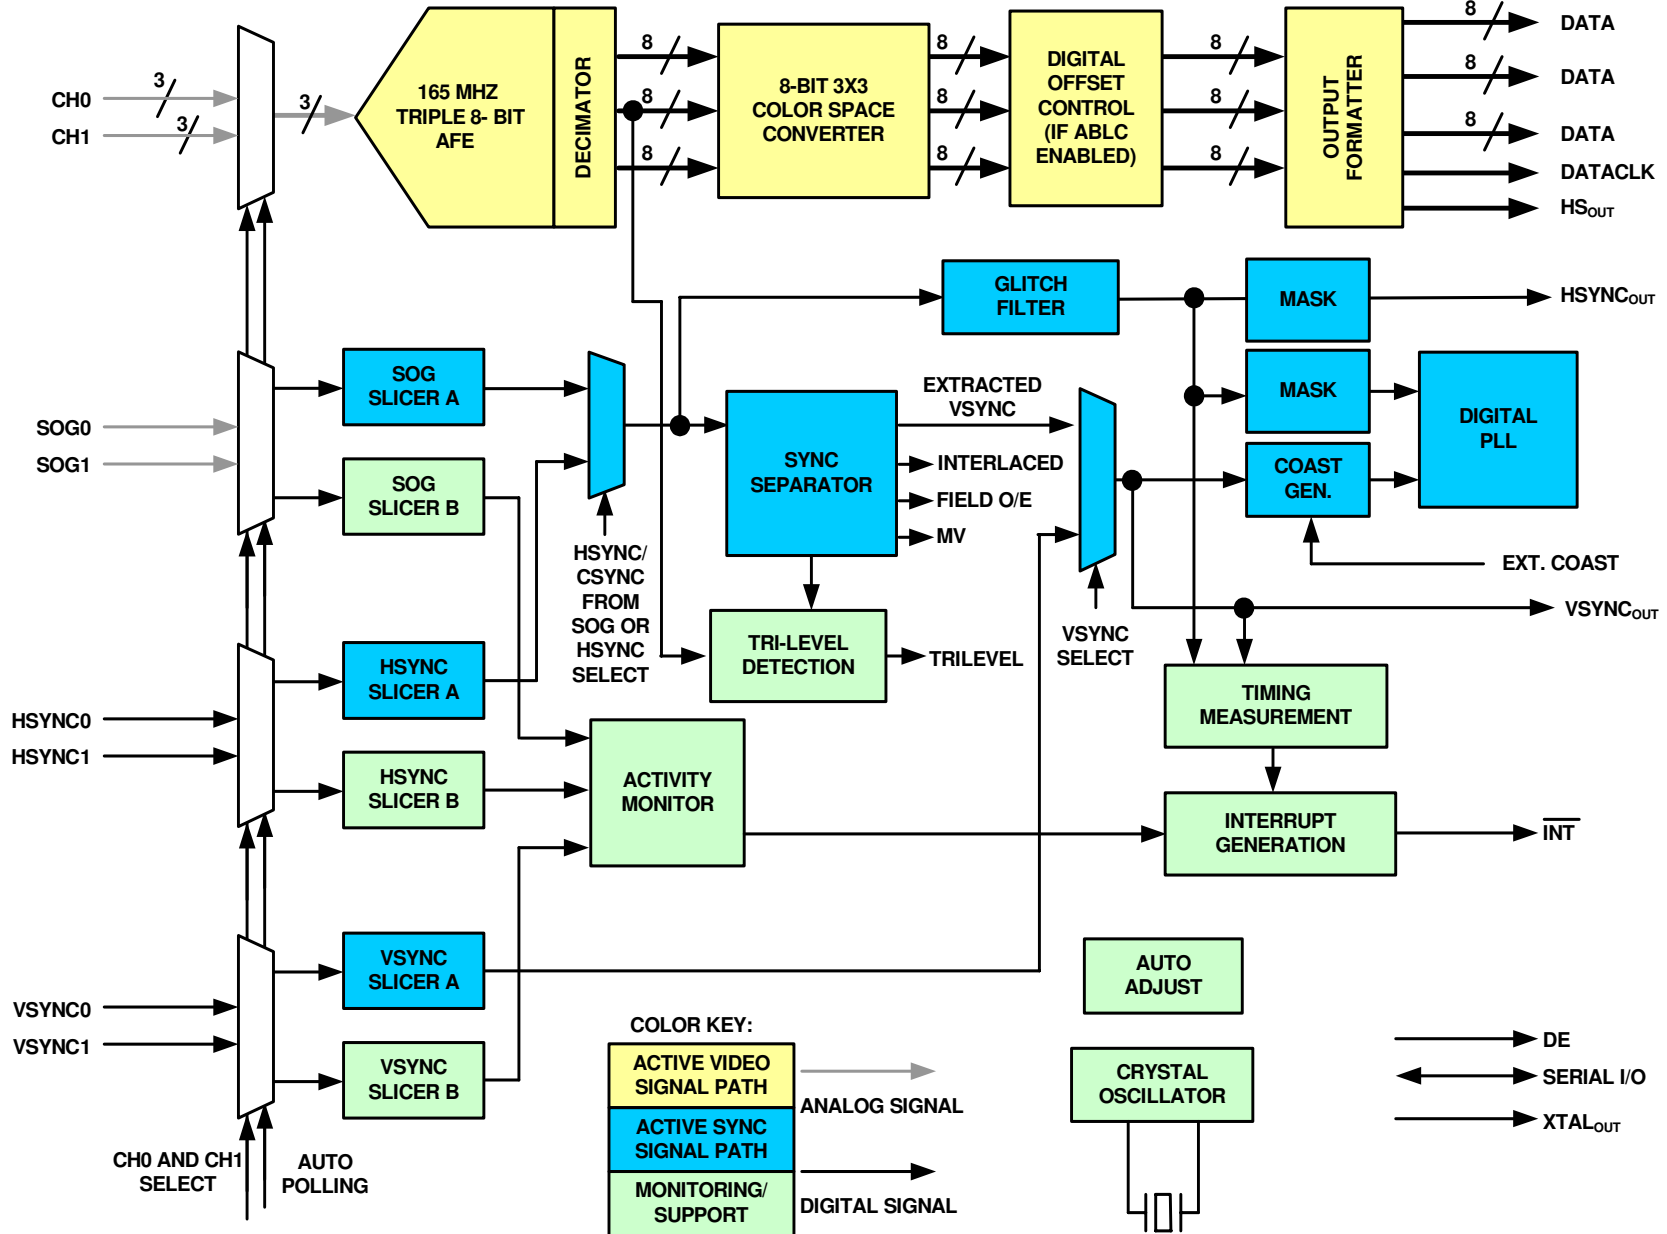 CH0
CH1
3
3
3
165 MHZ
TRIPLE 8- BIT
AFE
DECIMATOR
8
8
8
8-BIT 3X3
COLOR SPACE
CONVERTER
8
8
8
DIGITAL
OFFSET
CONTROL
(IF ABLC
ENABLED)
8
8
8
OUTPUT
FORMATTER
8
DATA
8
DATA
8
DATA
DATACLK
HSOUT
GLITCH
FILTER
MASK
HSYNCOUT
SOG0
SOG1
SOG
SLICER A
SOG
SLICER B
HSYNC/
CSYNC
FROM
SOG OR
HSYNC
SELECT
SYNC
SEPARATOR
EXTRACTED
VSYNC
INTERLACED
FIELD O/E
MV
MASK
COAST
GEN.
DIGITAL
PLL
EXT. COAST
VSYNC
SELECT
VSYNCOUT
TRI-LEVEL
DETECTION
TRILEVEL
HSYNC0
HSYNC1
HSYNC
SLICER A
HSYNC
SLICER B
ACTIVITY
MONITOR
TIMING
MEASUREMENT
INTERRUPT
GENERATION
INT
VSYNC0
VSYNC1
VSYNC
SLICER A
VSYNC
SLICER B
CH0 AND CH1
SELECT
AUTO
POLLING
COLOR KEY:
ACTIVE VIDEO
SIGNAL PATH
ACTIVE SYNC
SIGNAL PATH
MONITORING/
SUPPORT
ANALOG SIGNAL
DIGITAL SIGNAL
AUTO
ADJUST
CRYSTAL
OSCILLATOR
DE
SERIAL I/O
XTALOUT